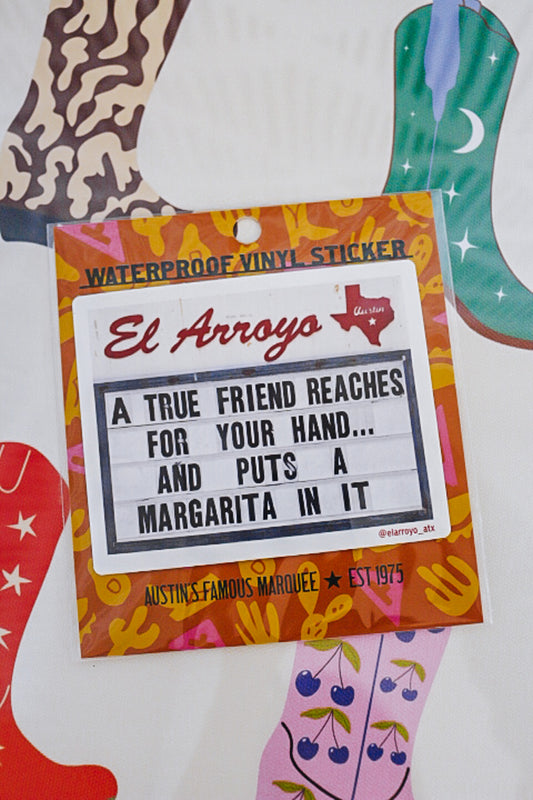 WATERPROOF VINYL STICKER
El Arroyo
Austin
A TRUE FRIEND REACHES
FOR YOUR HAND...
AND PUTS A
MARGARITA IN IT
@elarroyo_atx
AUSTIN'S FAMOUS MARQUEE ★ EST 1975